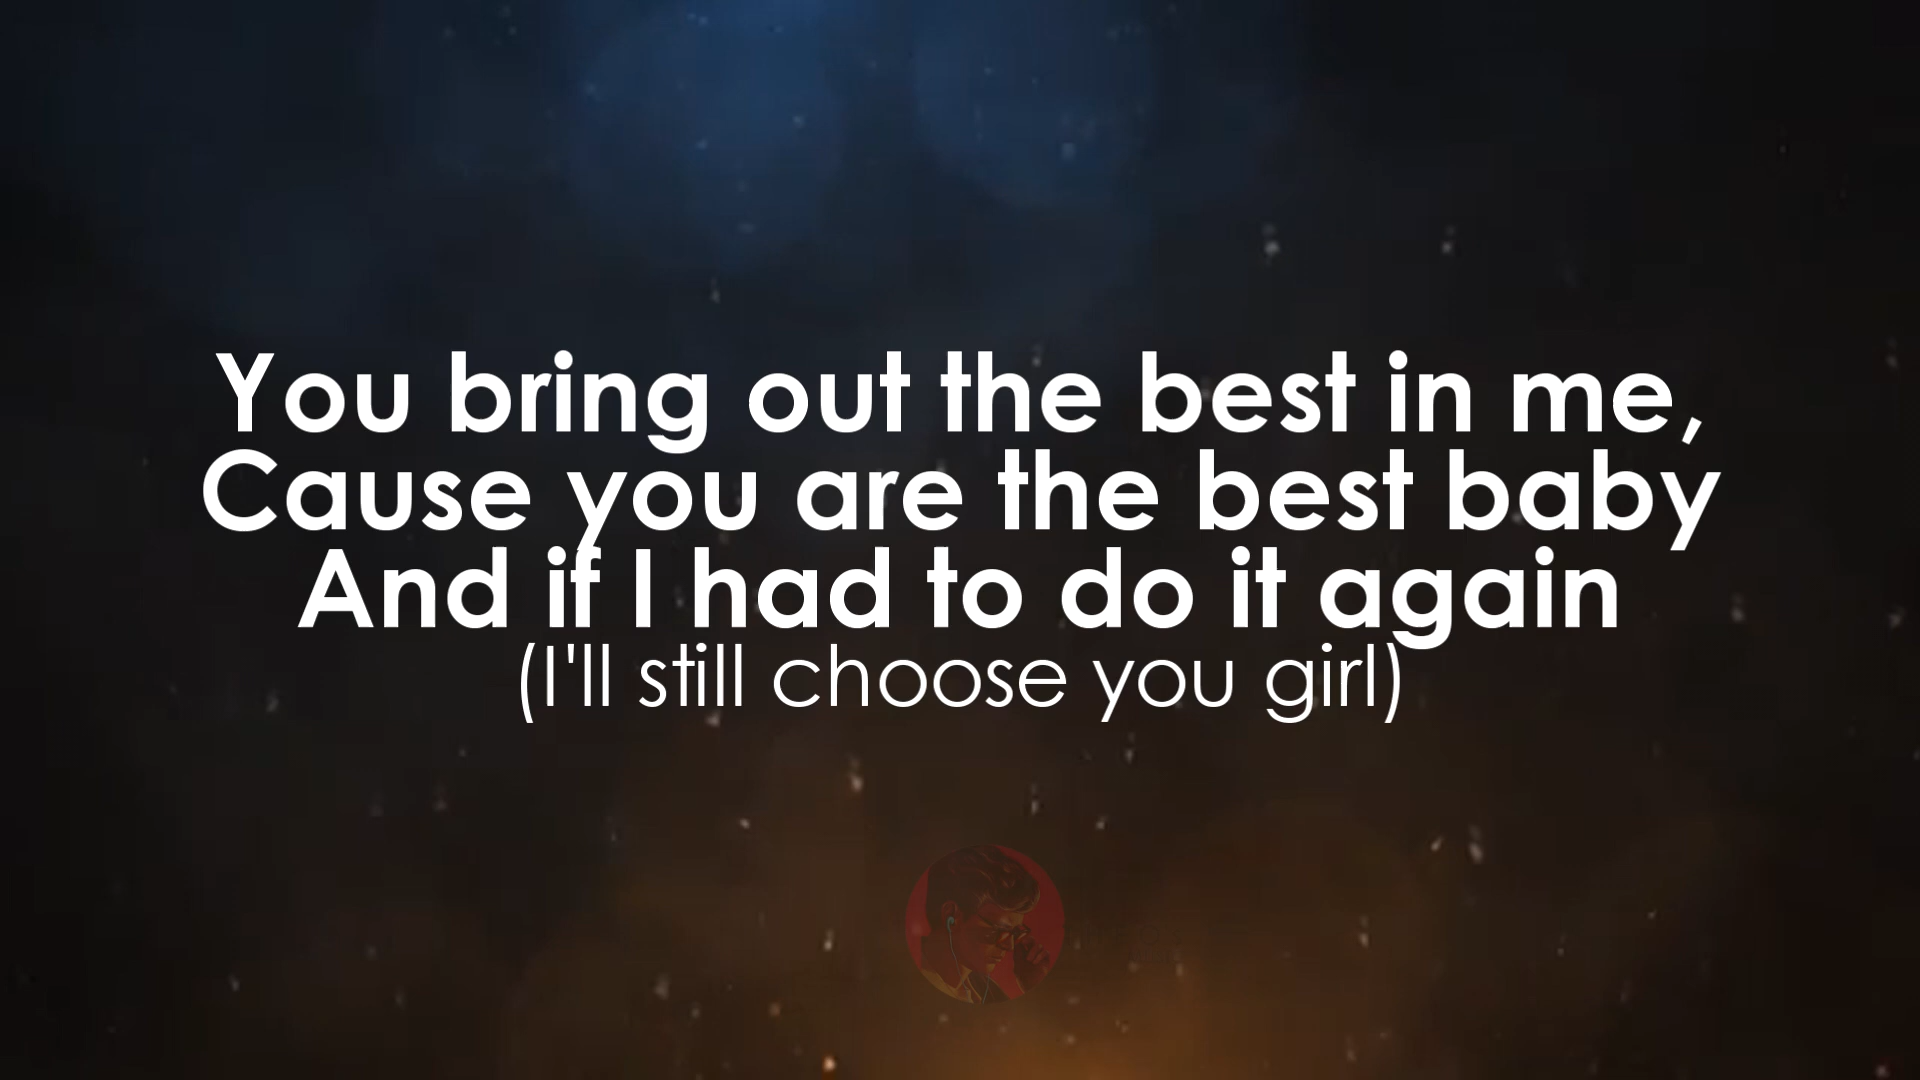 You bring out the best in me,
Cause you are the best baby
And if I had to do it again
(I'll still choose you girl)